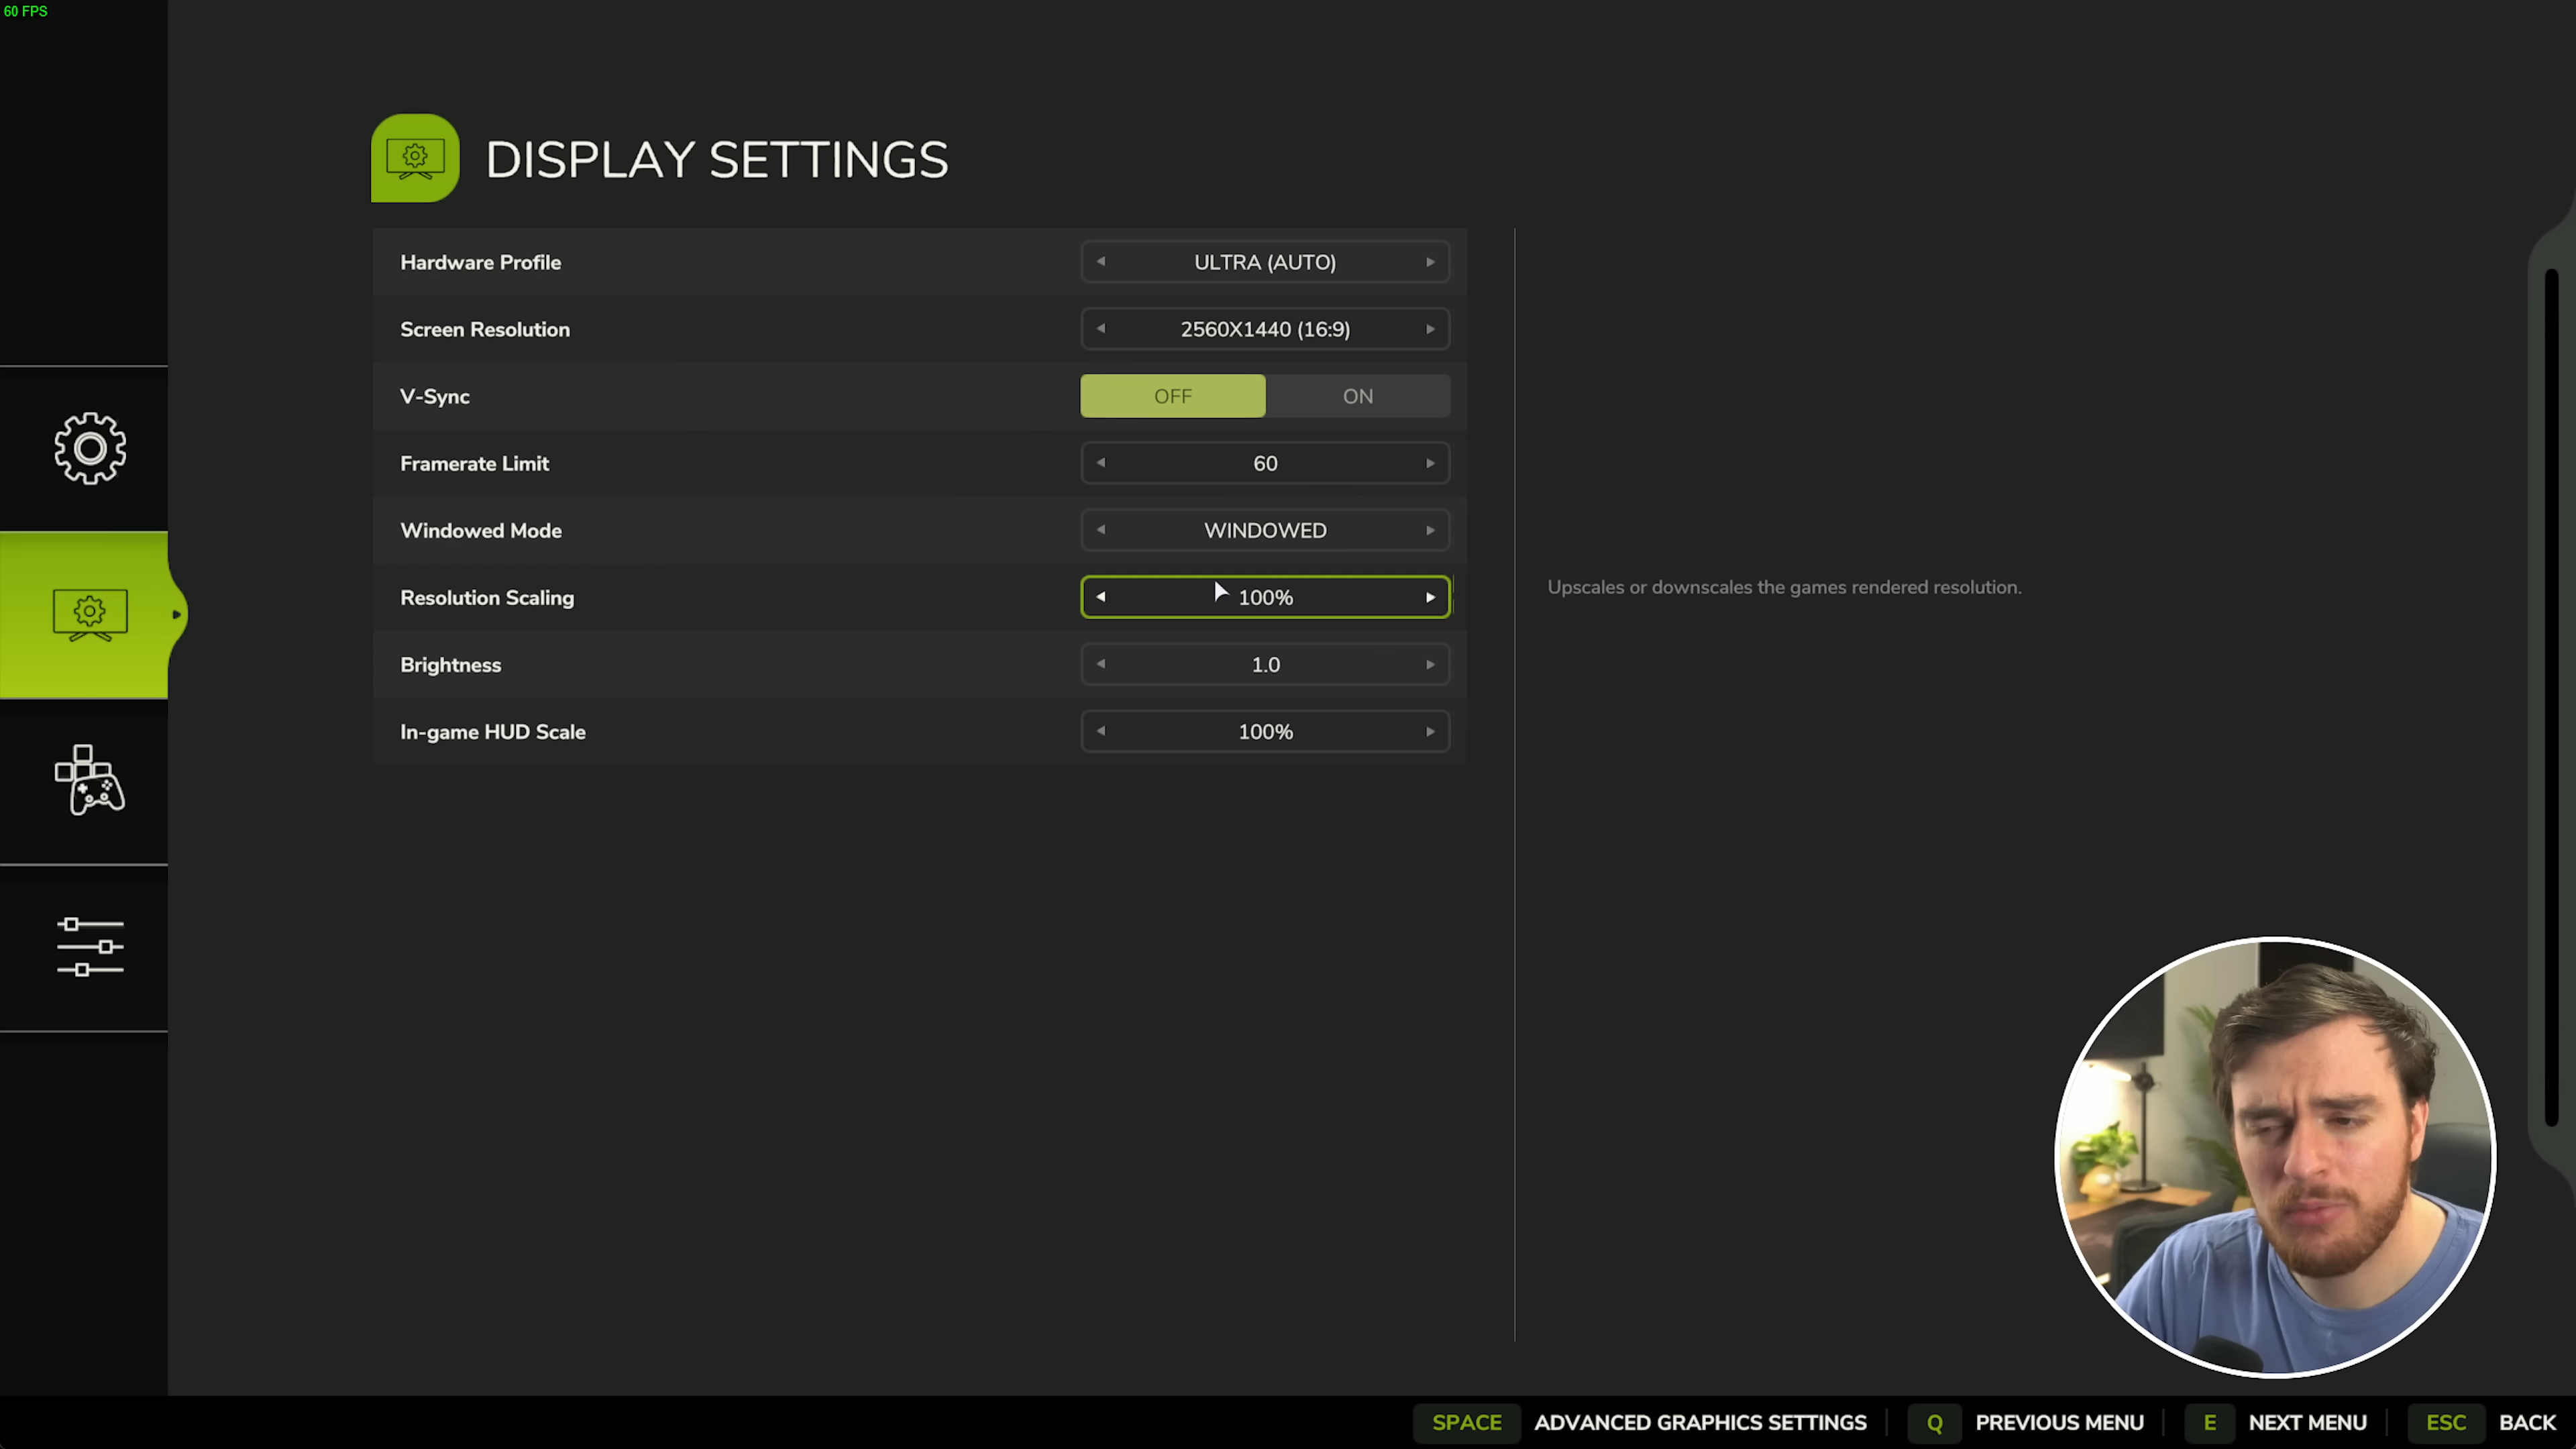 60 FPS
DISPLAY SETTINGS
Hardware Profile ULTRA (AUTO)
Screen Resolution 2560X1440 (16:9)
V-Sync OFF ON
Framerate Limit 60
Windowed Mode WINDOWED
Resolution Scaling 100%
Upscales or downscales the games rendered resolution.
Brightness 1.0
In-game HUD Scale 100%
SPACE ADVANCED GRAPHICS SETTINGS Q PREVIOUS MENU E NEXT MENU ESC BACK